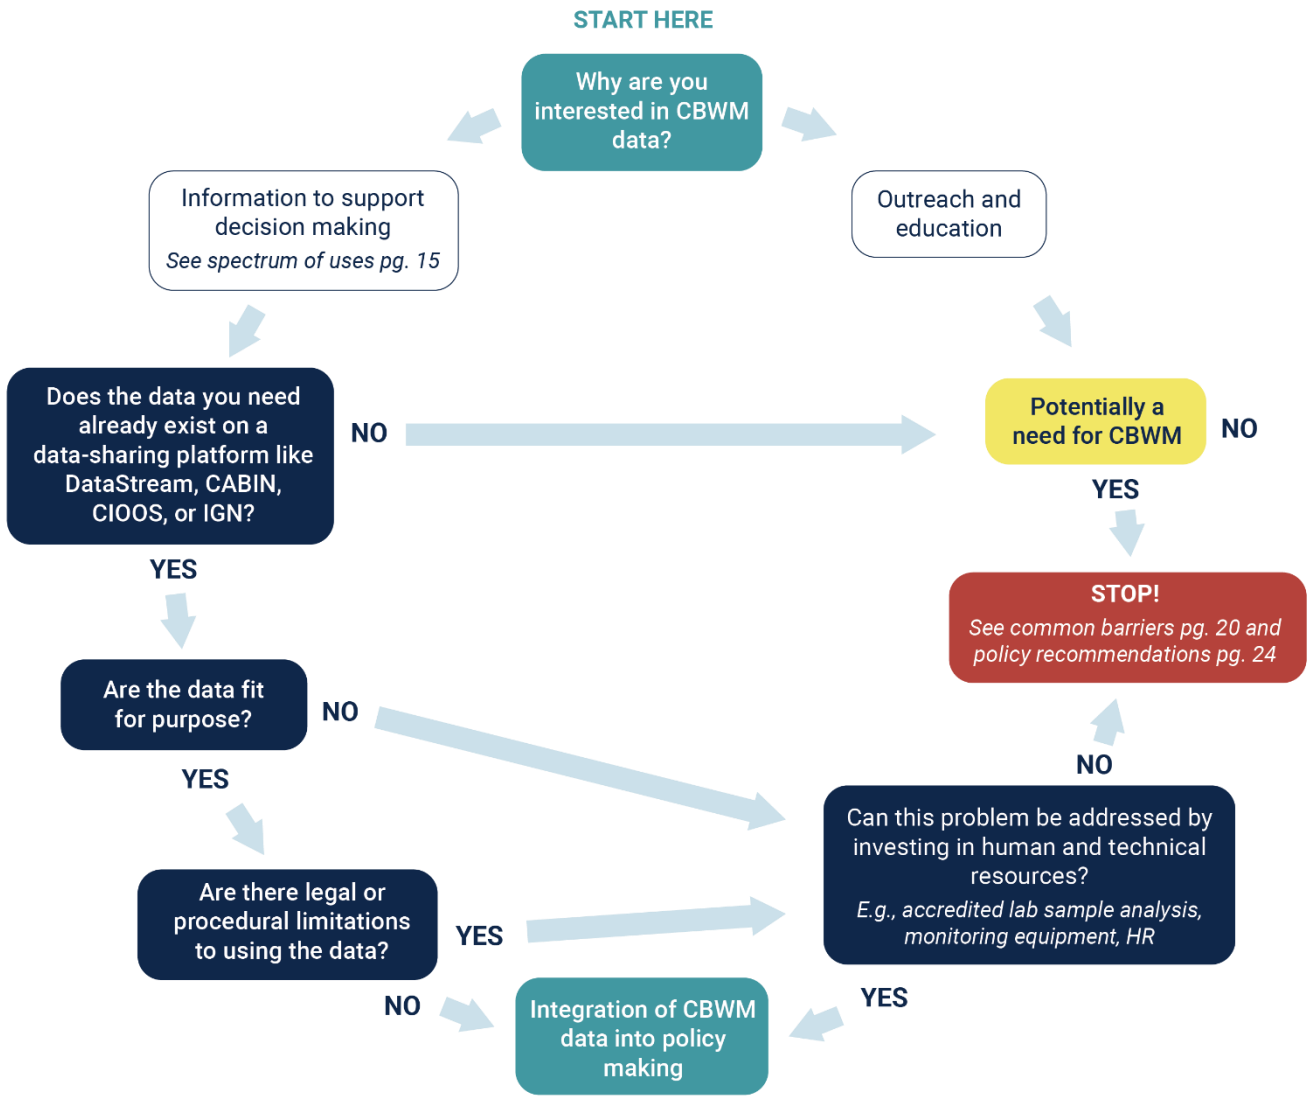 START HERE
Why are you
interested in CBWM
data?
Information to support
decision making
See spectrum of uses pg. 15
Outreach and
education
Does the data you need
already exist on a
data-sharing platform like
DataStream, CABIN,
CIOOS, or IGN?
NO
Potentially a
need for CBWM
NO
YES
YES
STOP!
See common barriers pg. 20 and
policy recommendations pg. 24
Are the data fit
for purpose?
NO
YES
NO
Can this problem be addressed by
investing in human and technical
resources?
E.g., accredited lab sample analysis,
monitoring equipment, HR
Are there legal or
procedural limitations
to using the data?
YES
NO
YES
Integration of CBWM
data into policy
making